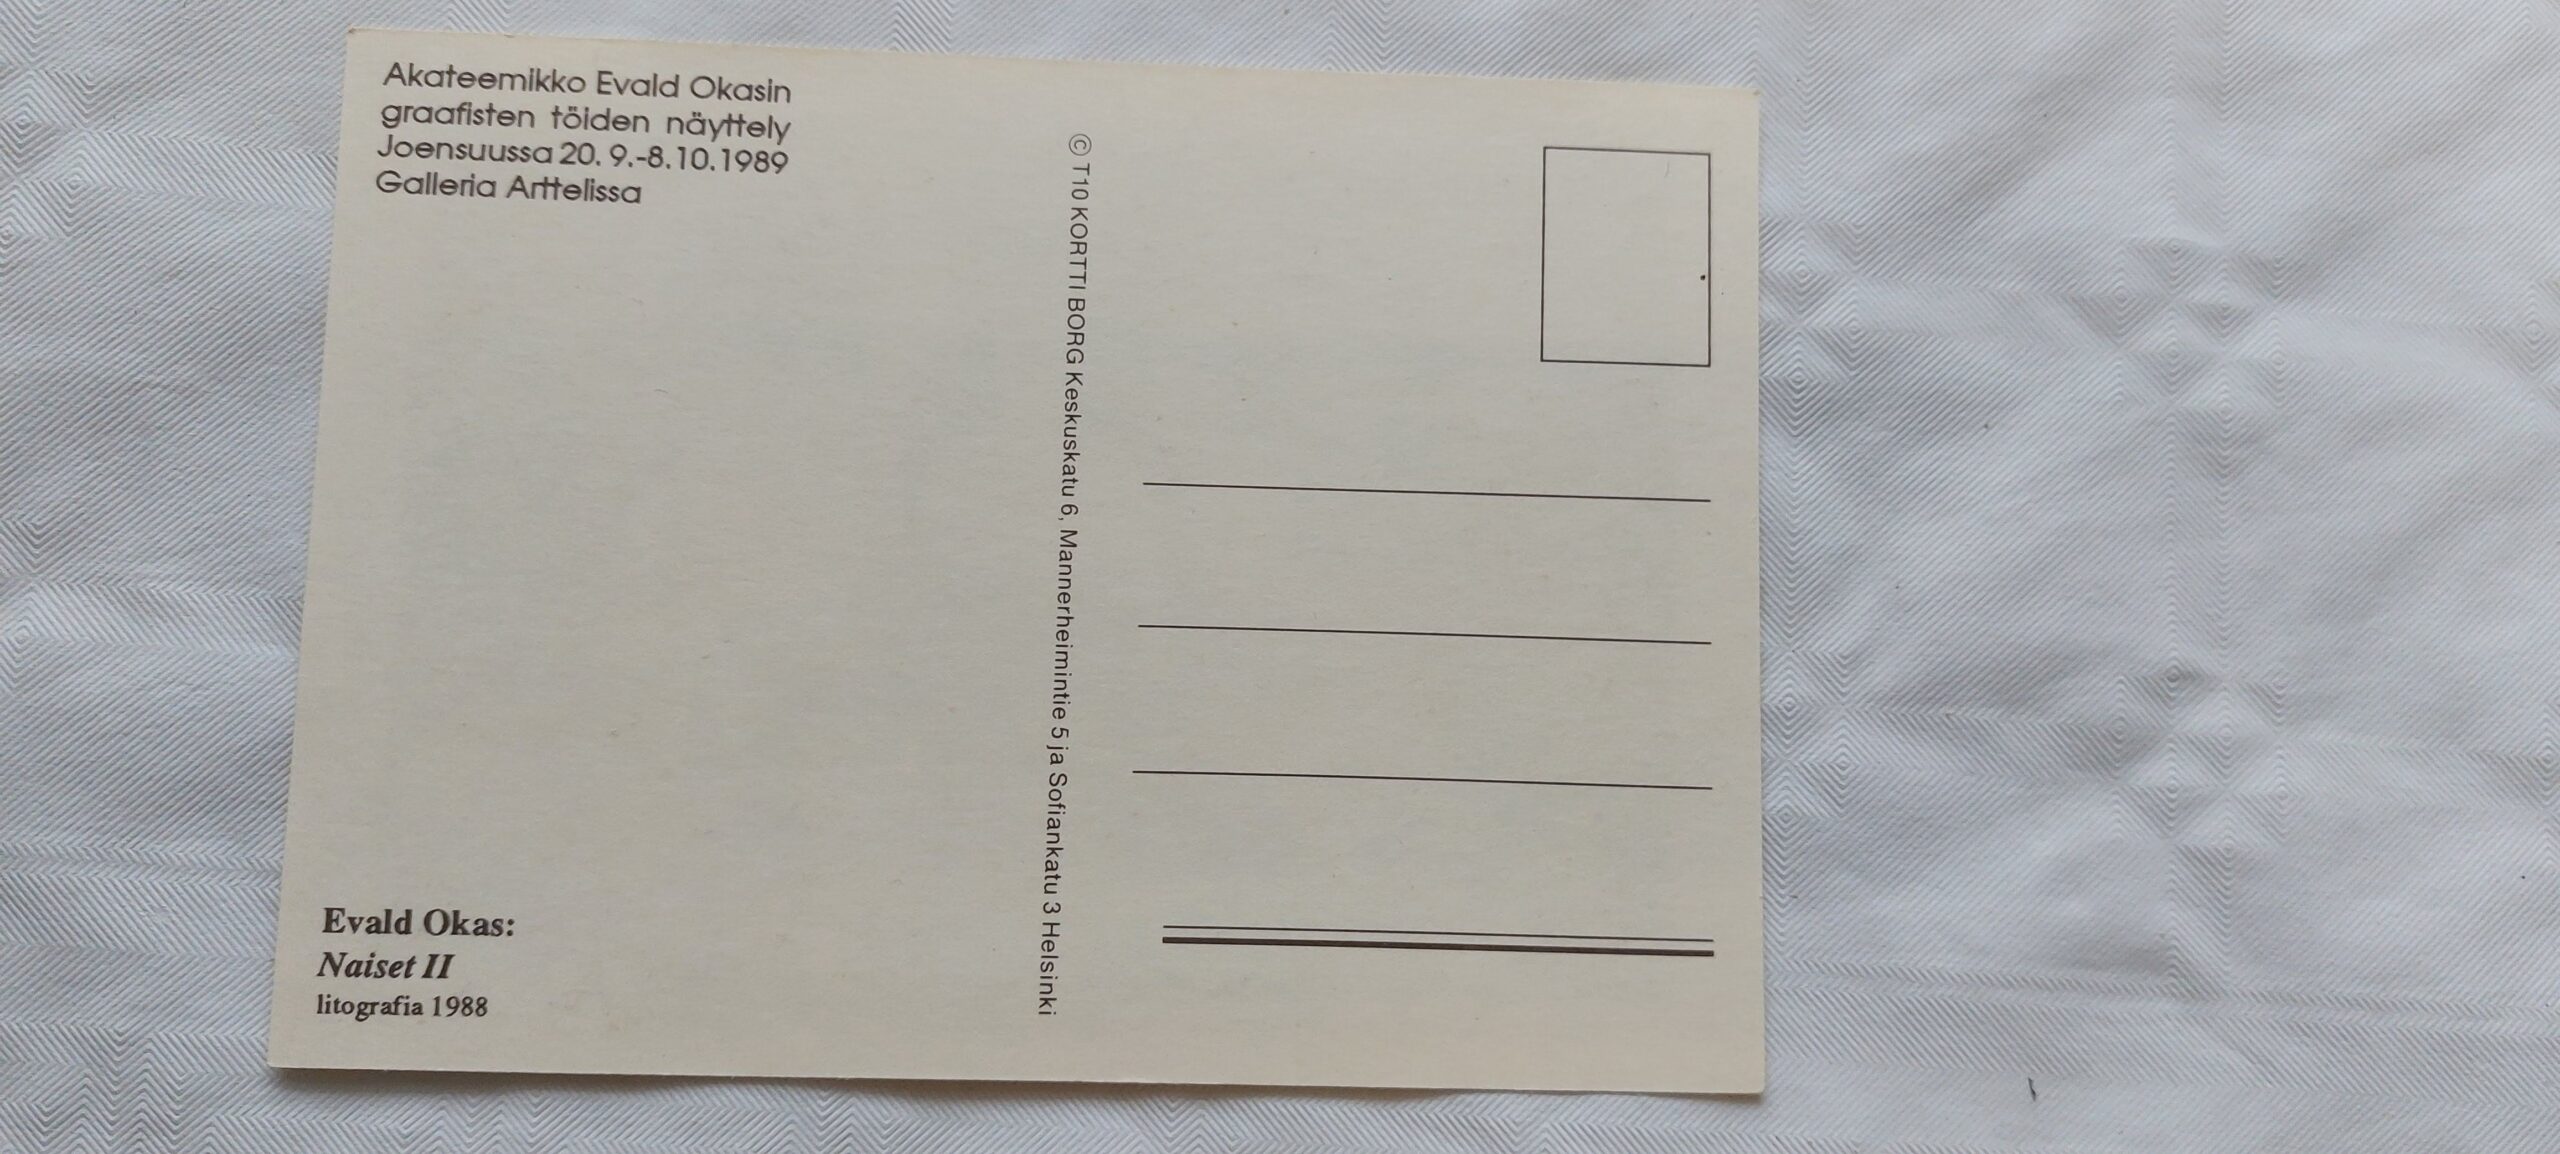 Akateemikko Evald Okasin
graafisten töiden näyttely
Joensuussa 20. 9.-8.10.1989
Galleria Arttelissa
© T10 KORTTI BORG Keskuskatu 6, Mannerheimintie 5 ja Sofiankatu 3 Helsinki
Evald Okas:
Naiset II
litografia 1988